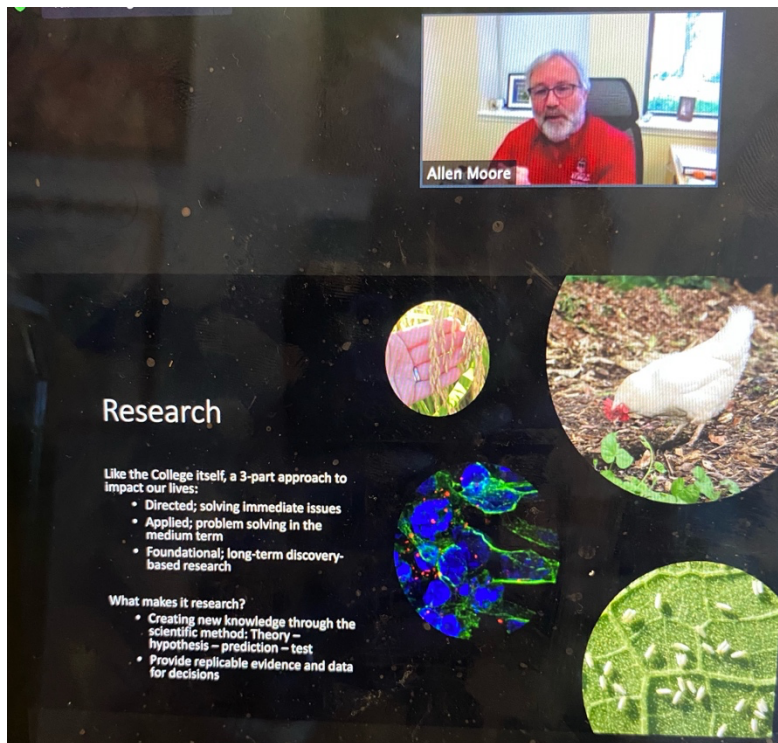 Allen Moore
Research
Like the College itself, a 3-part approach to
impact our lives:
• Directed; solving immediate issues
• Applied; problem solving in the
medium term
• Foundational; long-term discovery-
based research
What makes it research?
• Creating new knowledge through the
scientific method: Theory –
hypothesis – prediction – test
• Provide replicable evidence and data
for decisions